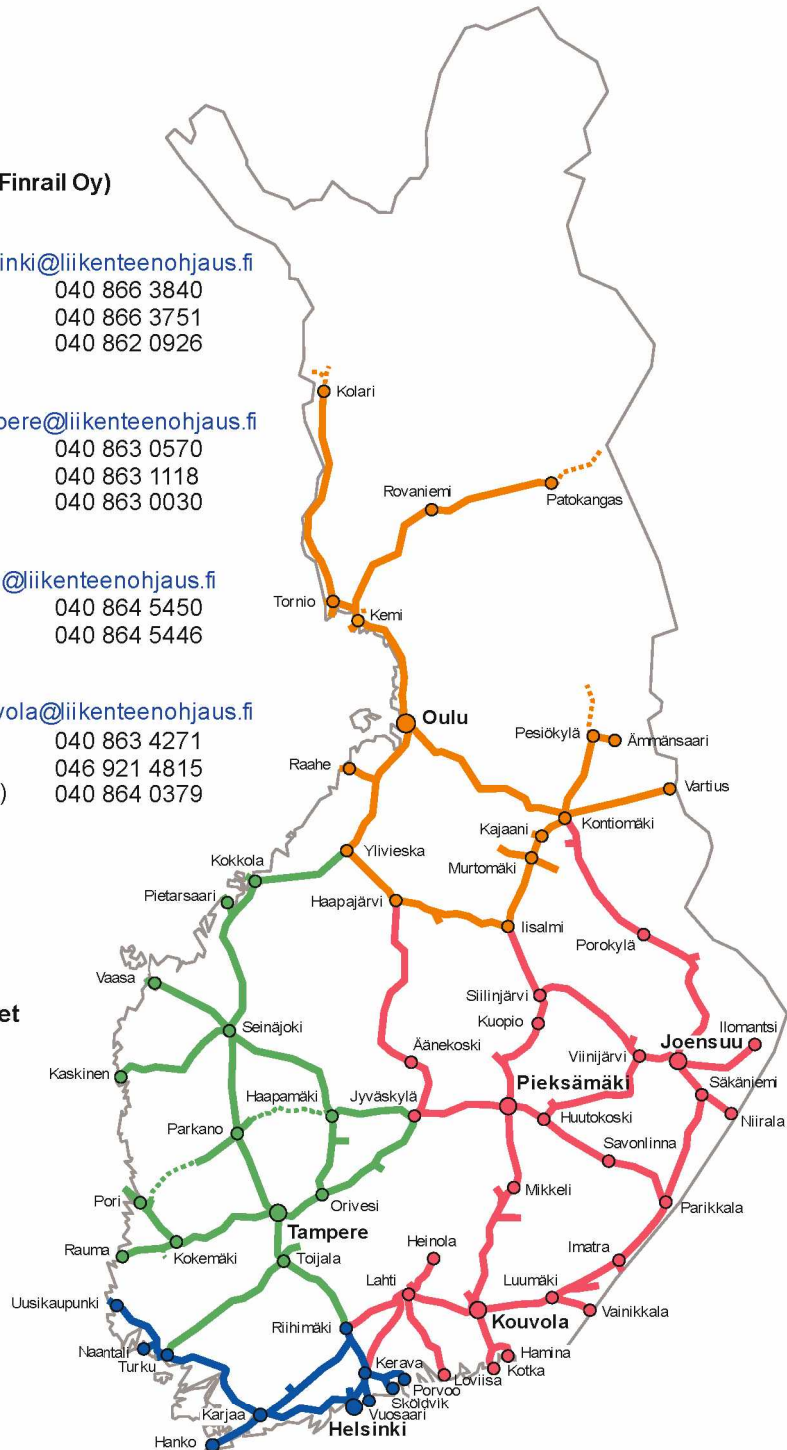 Finrail Oy)
inki@liikenteenohjaus.fi
040 866 3840
040 866 3751
040 862 0926
pere@liikenteenohjaus.fi
040 863 0570
040 863 1118
040 863 0030
@liikenteenohjaus.fi
040 864 5450
040 864 5446
vola@liikenteenohjaus.fi
040 863 4271
046 921 4815
) 040 864 0379
et
Kolari
Rovaniemi
Patokangas
Tornio
Kemi
Oulu
Pesiökylä
Ämmänsaari
Raahe
Vartius
Kontiomäki
Kajaani
Ylivieska
Murtomäki
Kokkola
Pietarsaari
Haapajärvi
Iisalmi
Porokylä
Vaasa
Siilinjärvi
Kuopio
Seinäjoki
Ilomantsi
Joensuu
Äänekoski
Viinijärvi
Kaskinen
Pieksämäki
Säkäniemi
Haapamäki
Jyväskylä
Niirala
Huutokoski
Parkano
Savonlinna
Mikkeli
Pori
Orivesi
Parikkala
Tampere
Heinola
Imatra
Rauma
Kokemäki
Toijala
Lahti
Luumäki
Uusikaupunki
Vainikkala
Kouvola
Riihimäki
Naantali
Turku
Kerava
Hamina
Kotka
Loviisa
Porvoo
Sköldvik
Karjaa
Vuosaari
Helsinki
Hanko